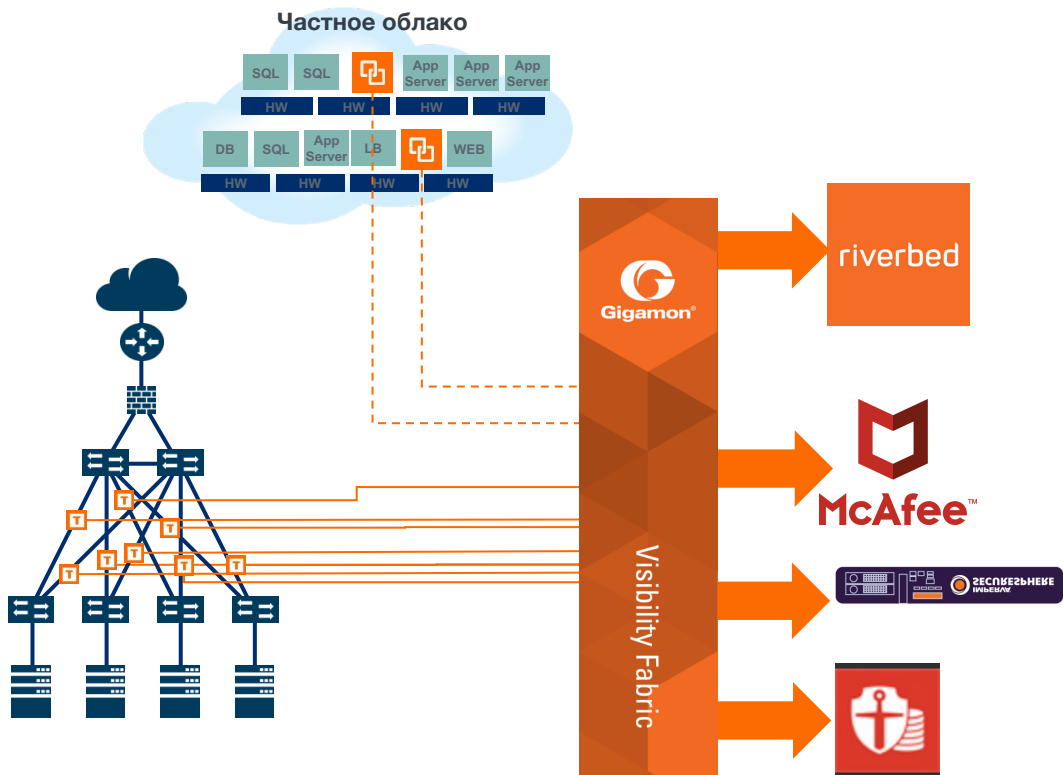 Частное облако
SQL
SQL
App
Server
App
Server
App
Server
HW
HW
HW
HW
DB
SQL
App
Server
LB
WEB
HW
HW
HW
HW
G
Gigamon®
riverbed
McAfee™
T
T
T
T
T
T
T
T
Visibility Fabric
IMPERVA
SECURESPHERE